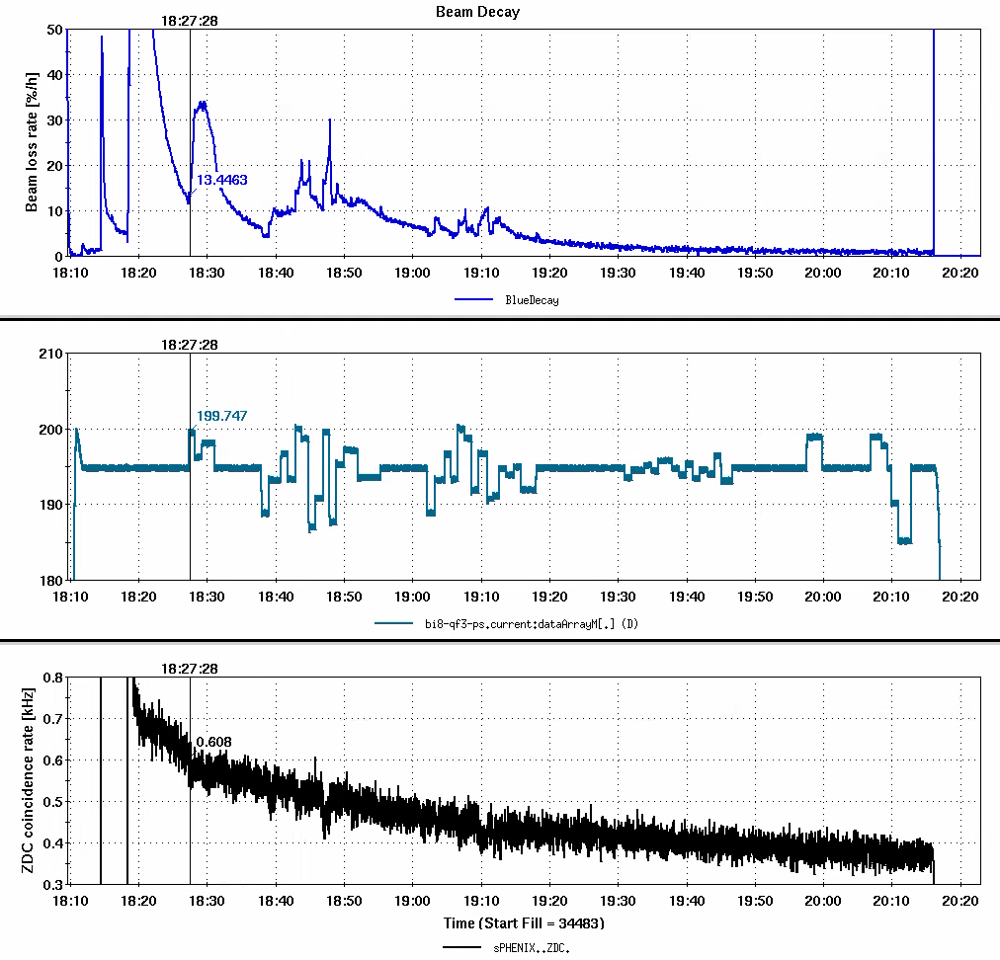 Beam Decay
18:27:28
50
40
30
20
10
0
Beam loss rate [%/h]
13.4463
18:10 18:20 18:30 18:40 18:50 19:00 19:10 19:20 19:30 19:40 19:50 20:00 20:10 20:20
BlueDecay
18:27:28
210
200
190
180
199.747
18:10 18:20 18:30 18:40 18:50 19:00 19:10 19:20 19:30 19:40 19:50 20:00 20:10 20:20
bi8-qf3-ps.current:dataArrayM[.] (D)
18:27:28
0.8
0.7
0.6
0.5
0.4
0.3
ZDC coincidence rate [kHz]
0.608
18:10 18:20 18:30 18:40 18:50 19:00 19:10 19:20 19:30 19:40 19:50 20:00 20:10 20:20
Time (Start Fill = 34483)
sPHENIX..ZDC.